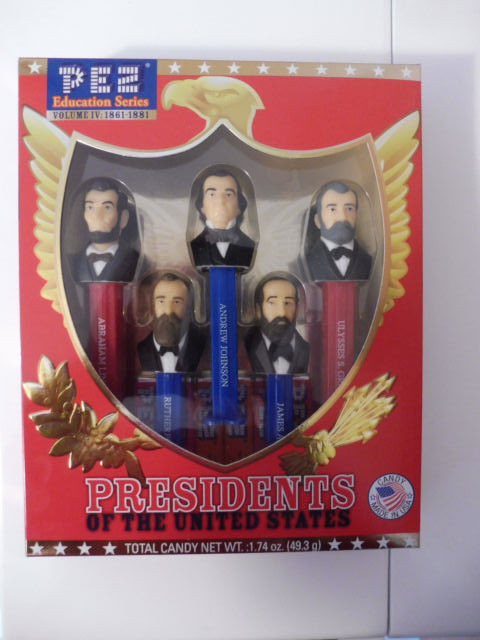 PEZ
Education Series
VOLUME IV: 1861-1881
ANDREW JOHNSON
ABRAHAM
ULYSSES S.
JAMES
PEZ
PRESIDENTS
OF THE UNITED STATES
CANDY
MADE IN USA
TOTAL CANDY NET WT. :1.74 oz. (49.3 g)